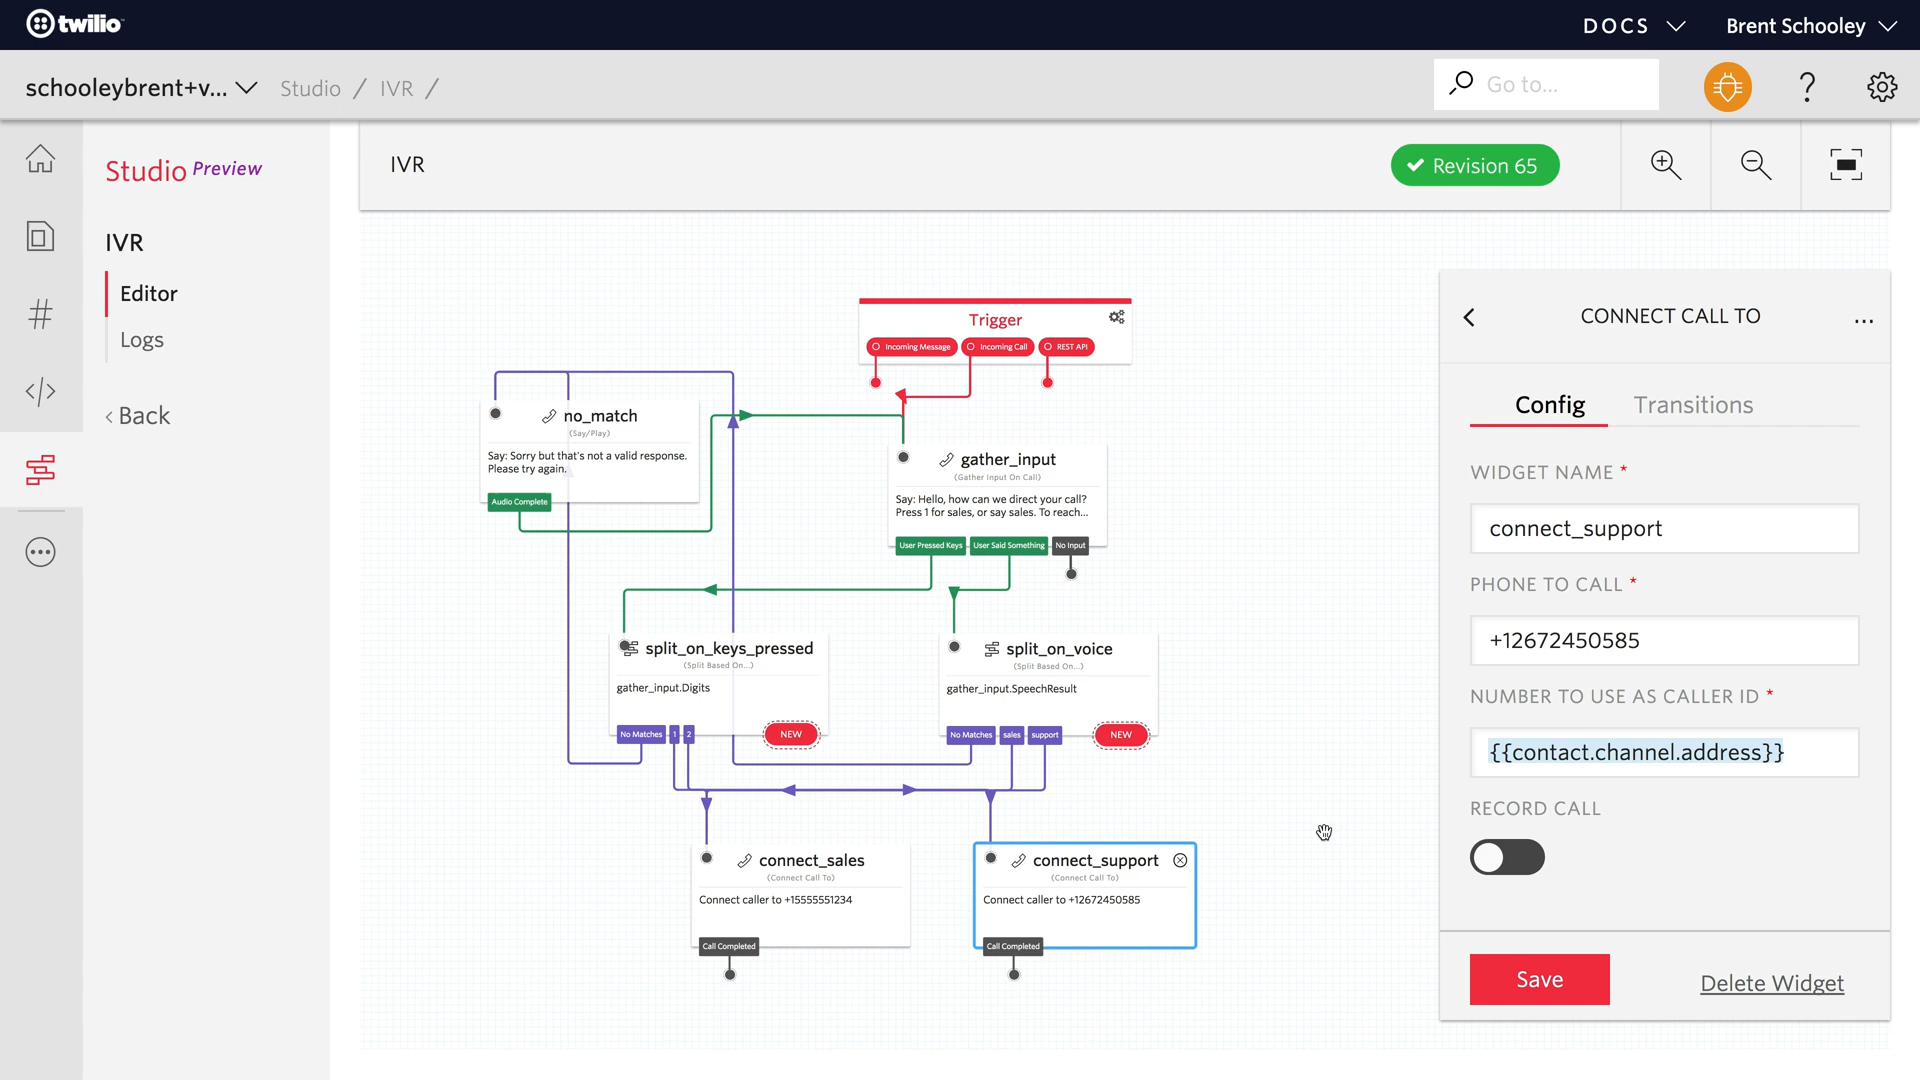 twilio
DOCS
Brent Schooley
schooleybrent+v...
Studio / IVR /
Go to...
?
Studio Preview
IVR
Editor
Logs
‹ Back
IVR
Revision 65
Trigger
Incoming Message
Incoming Call
REST API
no_match
(Say/Play)
Say: Sorry but that's not a valid response.
Please try again.
Audio Complete
gather_input
(Gather Input On Call)
Say: Hello, how can we direct your call?
Press 1 for sales, or say sales. To reach...
User Pressed Keys
User Said Something
No Input
split_on_keys_pressed
(Split Based On...)
gather_input.Digits
No Matches
1
2
NEW
split_on_voice
(Split Based On...)
gather_input.SpeechResult
No Matches
sales
support
NEW
connect_sales
(Connect Call To)
Connect caller to +15555551234
Call Completed
connect_support
(Connect Call To)
Connect caller to +12672450585
Call Completed
CONNECT CALL TO
...
Config
Transitions
WIDGET NAME *
connect_support
PHONE TO CALL *
+12672450585
NUMBER TO USE AS CALLER ID *
{{contact.channel.address}}
RECORD CALL
Save
Delete Widget